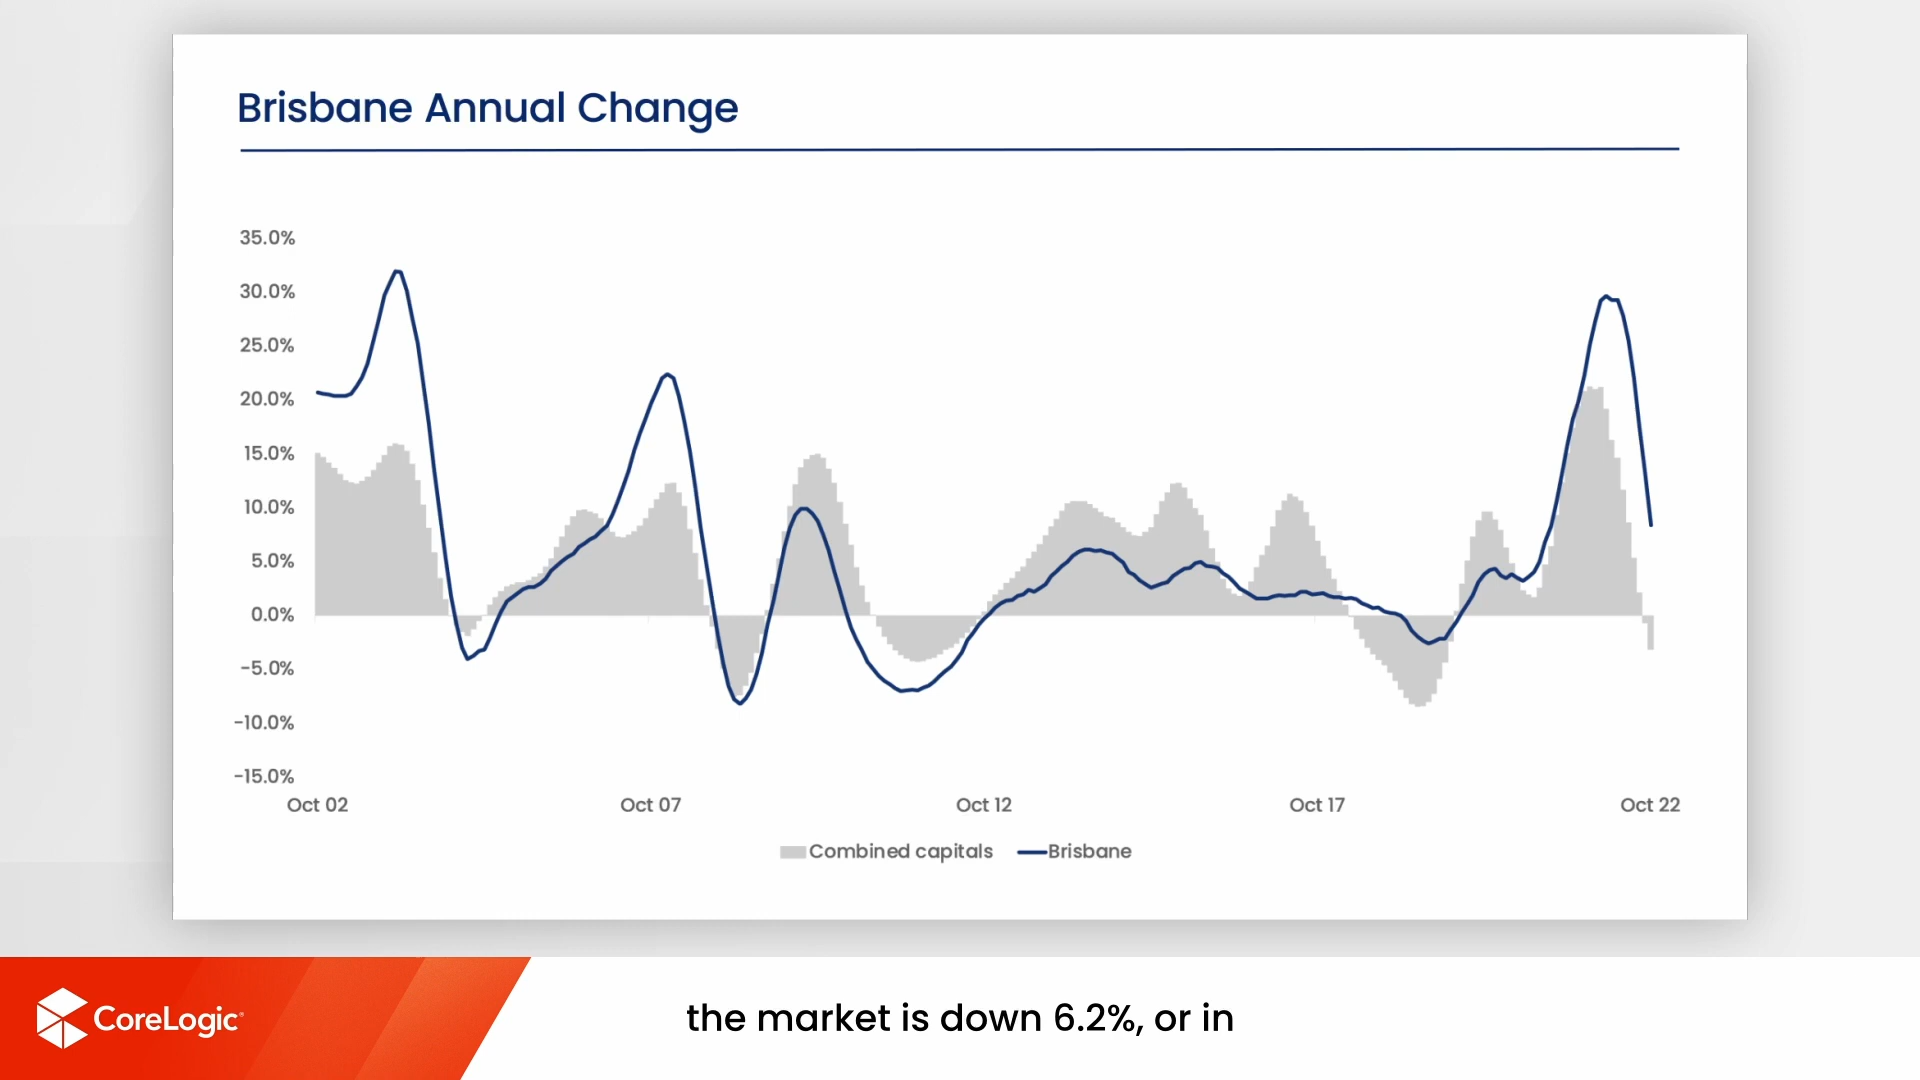 Brisbane Annual Change
35.0%
30.0%
25.0%
20.0%
15.0%
10.0%
5.0%
0.0%
-5.0%
-10.0%
-15.0%
Oct 02 Oct 07 Oct 12 Oct 17 Oct 22
Combined capitals Brisbane
CoreLogic
the market is down 6.2%, or in